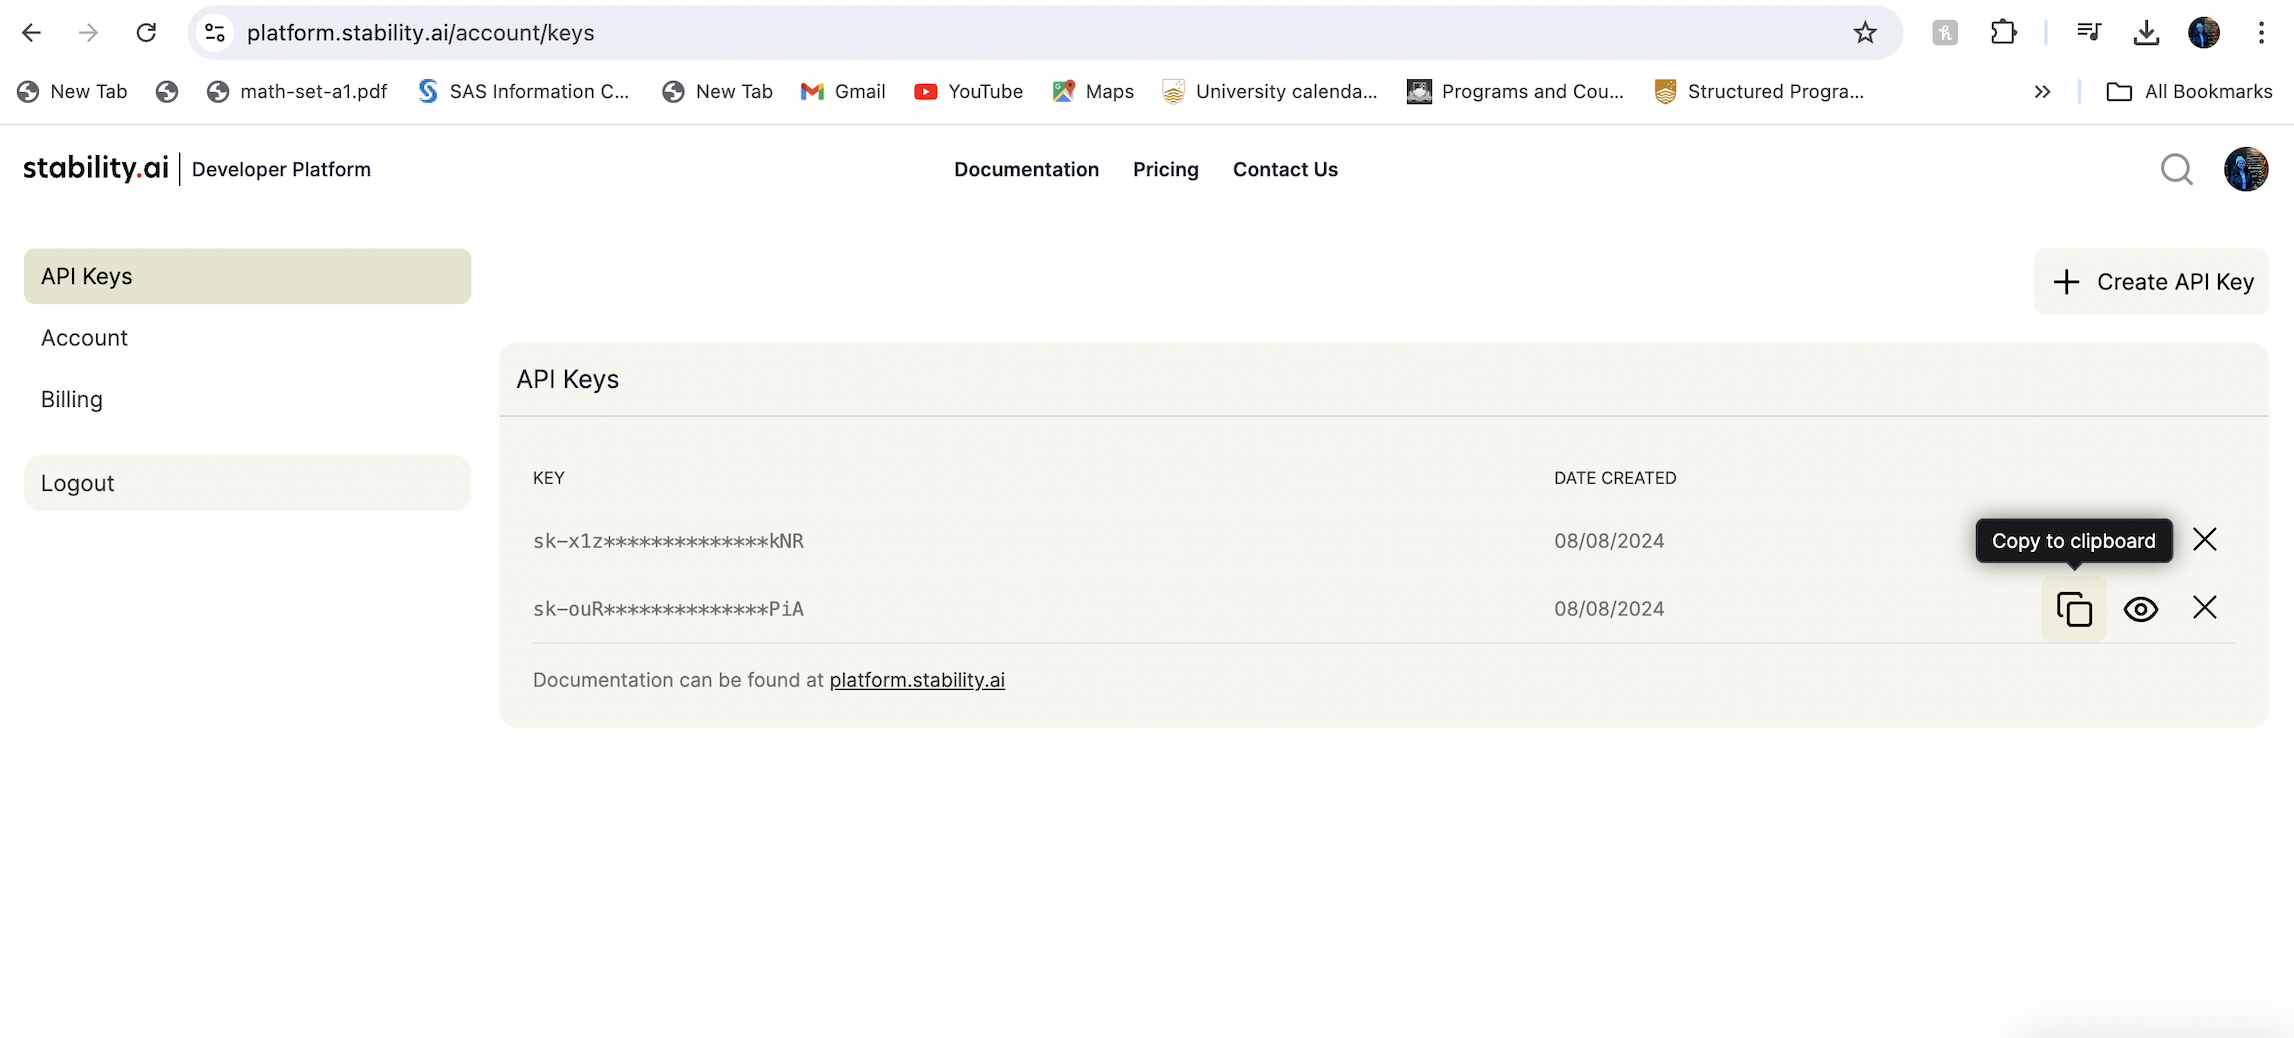 platform.stability.ai/account/keys
New Tab math-set-a1.pdf SAS Information C... New Tab Gmail YouTube Maps University calenda... Programs and Cou... Structured Progra... All Bookmarks
stability.ai Developer Platform Documentation Pricing Contact Us
API Keys
Create API Key
Account
Billing
Logout
API Keys
KEY DATE CREATED
sk-x1z**************kNR 08/08/2024 Copy to clipboard
sk-ouR**************PiA 08/08/2024
Documentation can be found at platform.stability.ai